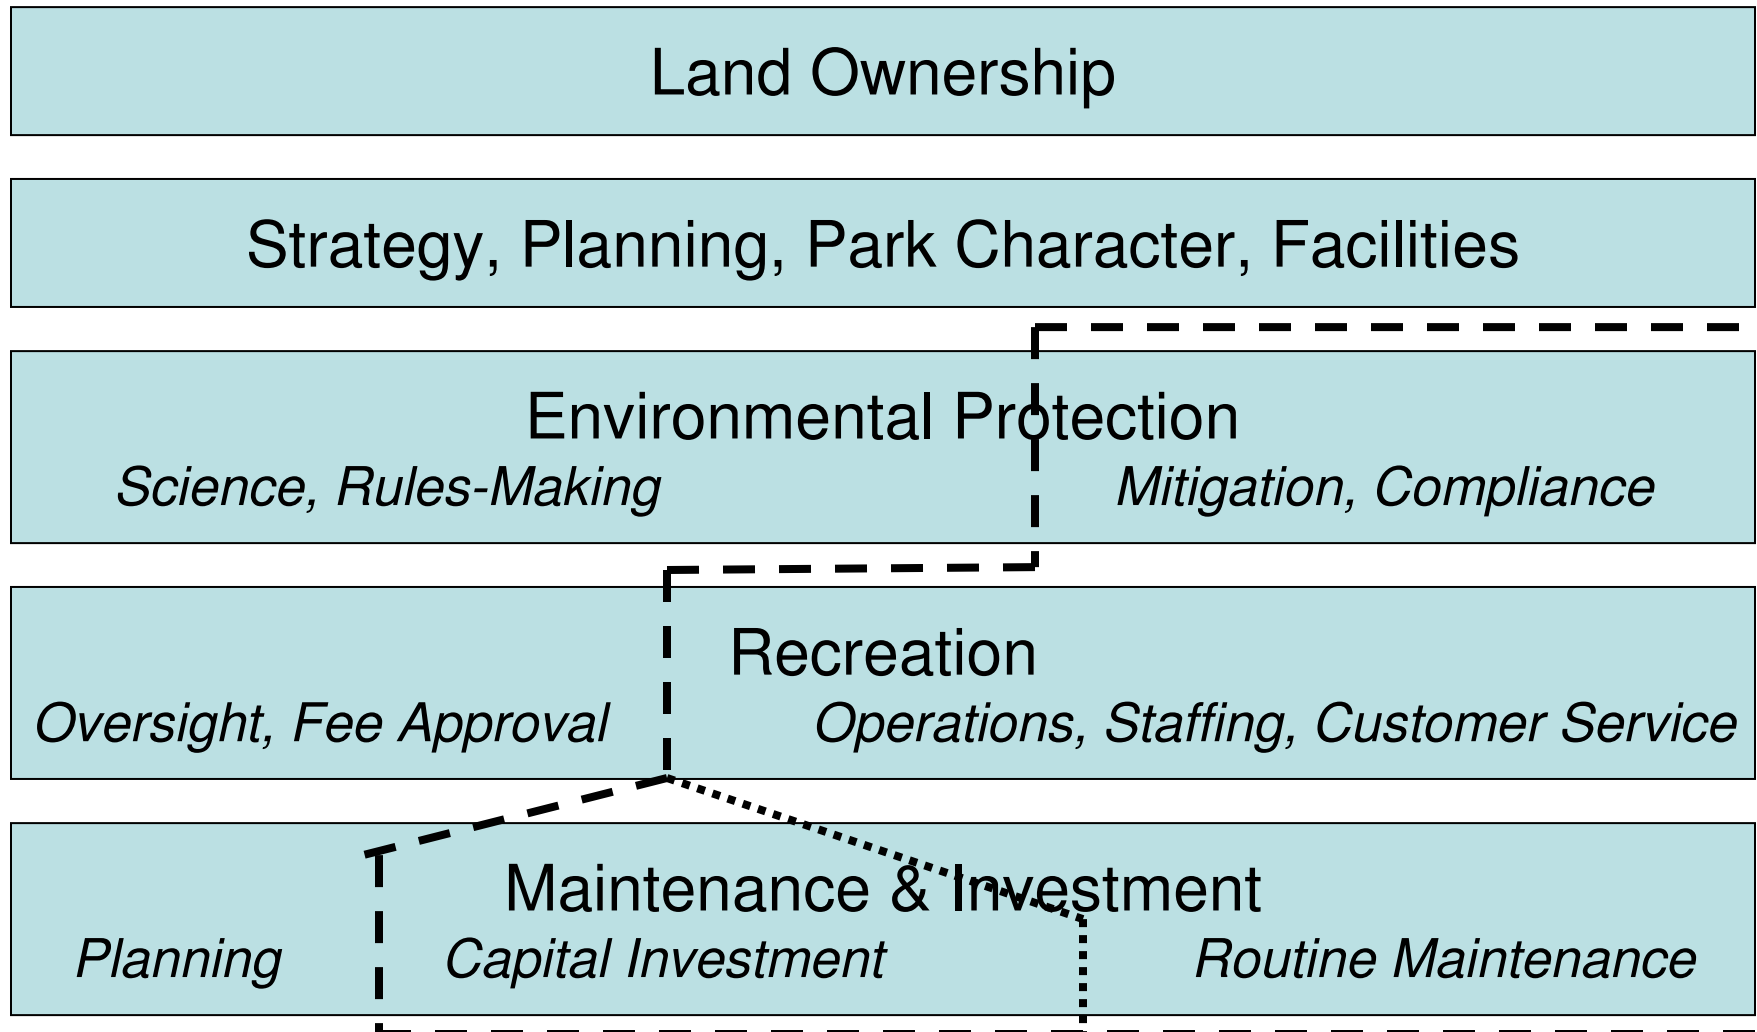 Land Ownership
Strategy, Planning, Park Character, Facilities
Environmental Protection
Science, Rules-Making Mitigation, Compliance
Recreation
Oversight, Fee Approval Operations, Staffing, Customer Service
Maintenance & Investment
Planning Capital Investment Routine Maintenance